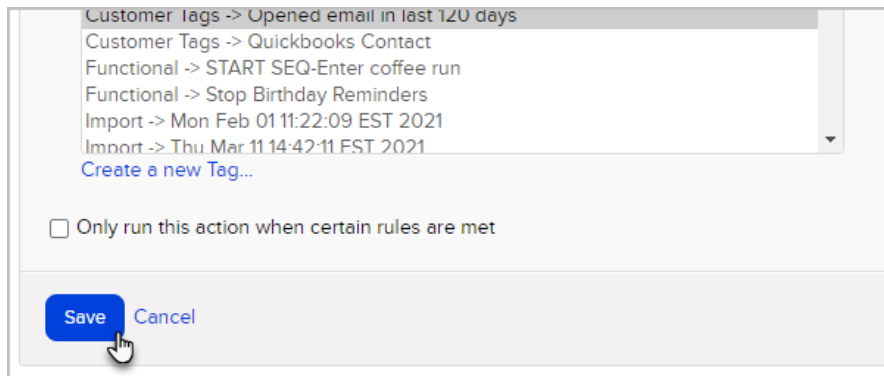 Customer Tags -> Opened email in last 120 days
Customer Tags -> Quickbooks Contact
Functional -> START SEQ-Enter coffee run
Functional -> Stop Birthday Reminders
Import -> Mon Feb 01 11:22:09 EST 2021
Import -> Thu Mar 11 14:42:11 EST 2021
Create a new Tag...
Only run this action when certain rules are met
Save Cancel